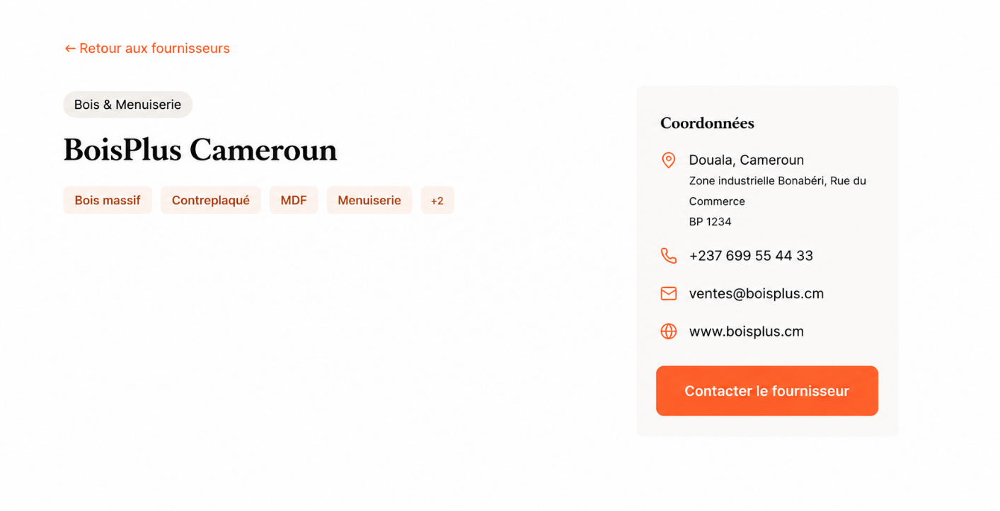 ← Retour aux fournisseurs
Bois & Menuiserie
BoisPlus Cameroun
Bois massif
Contreplaqué
MDF
Menuiserie
+2
Coordonnées
Douala, Cameroun
Zone industrielle Bonabéri, Rue du
Commerce
BP 1234
+237 699 55 44 33
ventes@boisplus.cm
www.boisplus.cm
Contacter le fournisseur